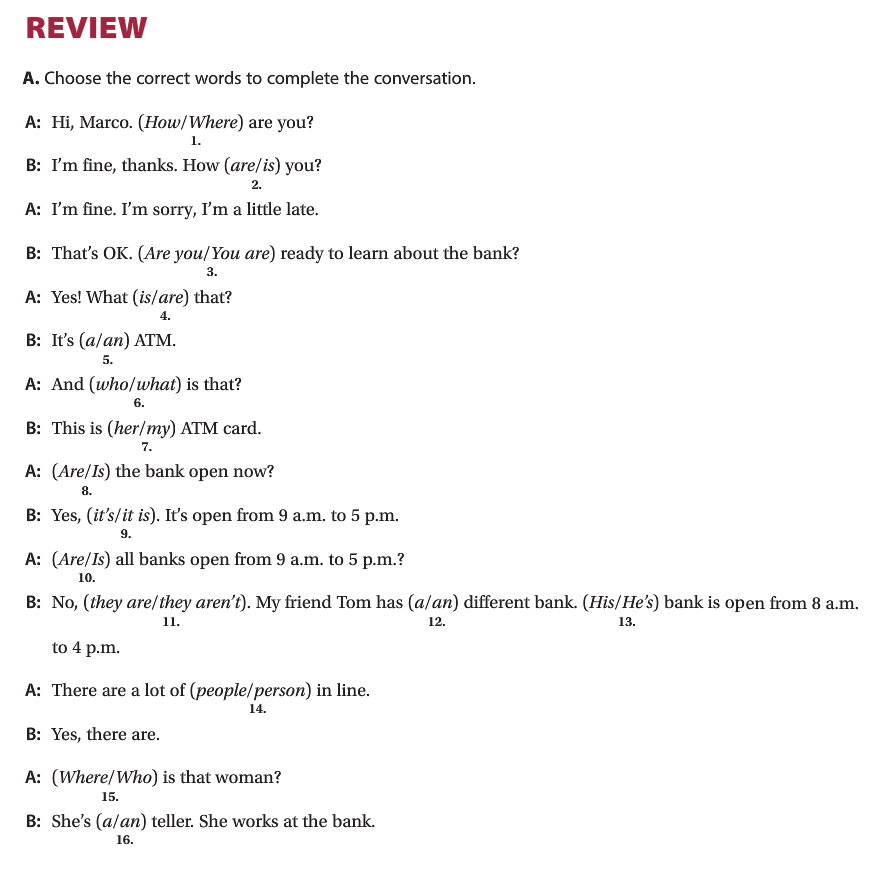 REVIEW
A. Choose the correct words to complete the conversation.
A: Hi, Marco. (How/Where) are you?
1.
B: I'm fine, thanks. How (are/is) you?
2.
A: I'm fine. I'm sorry, I'm a little late.
B: That's OK. (Are you/You are) ready to learn about the bank?
3.
A: Yes! What (is/are) that?
4.
B: It's (a/an) ATM.
5.
A: And (who/what) is that?
6.
B: This is (her/my) ATM card.
7.
A: (Are/Is) the bank open now?
8.
B: Yes, (it's/it is). It's open from 9 a.m. to 5 p.m.
9.
A: (Are/Is) all banks open from 9 a.m. to 5 p.m.?
10.
B: No, (they are/they aren't). My friend Tom has (a/an) different bank. (His/He's) bank is open from 8 a.m.
11. 12. 13.
to 4 p.m.
A: There are a lot of (people/person) in line.
14.
B: Yes, there are.
A: (Where/Who) is that woman?
15.
B: She's (a/an) teller. She works at the bank.
16.